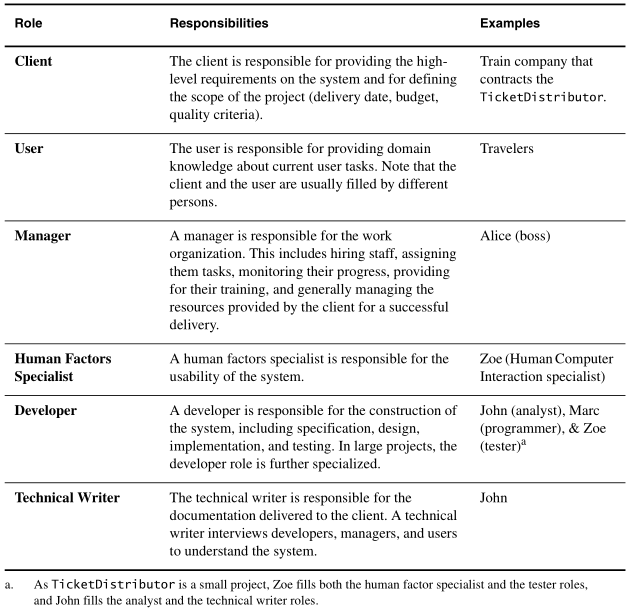 Role Responsibilities Examples
Client The client is responsible for providing the high- Train company that
level requirements on the system and for defining contracts the
the scope of the project (delivery date, budget, TicketDistributor.
quality criteria).
User The user is responsible for providing domain Travelers
knowledge about current user tasks. Note that the
client and the user are usually filled by different
persons.
Manager A manager is responsible for the work Alice (boss)
organization. This includes hiring staff, assigning
them tasks, monitoring their progress, providing
for their training, and generally managing the
resources provided by the client for a successful
delivery.
Human Factors A human factors specialist is responsible for the Zoe (Human Computer
Specialist usability of the system. Interaction specialist)
Developer A developer is responsible for the construction of John (analyst), Marc
the system, including specification, design, (programmer), & Zoe
implementation, and testing. In large projects, the (tester)a
developer role is further specialized.
Technical Writer The technical writer is responsible for the John
documentation delivered to the client. A technical
writer interviews developers, managers, and users
to understand the system.
a. As TicketDistributor is a small project, Zoe fills both the human factor specialist and the tester roles,
and John fills the analyst and the technical writer roles.